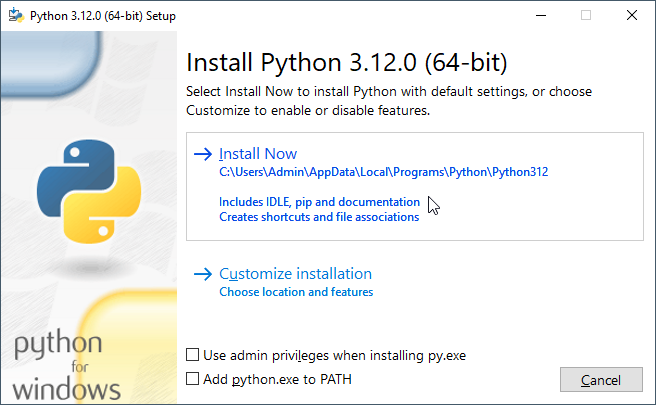 Python 3.12.0 (64-bit) Setup
Install Python 3.12.0 (64-bit)
Select Install Now to install Python with default settings, or choose
Customize to enable or disable features.
Install Now
C:\Users\Admin\AppData\Local\Programs\Python\Python312
Includes IDLE, pip and documentation
Creates shortcuts and file associations
Customize installation
Choose location and features
Use admin privileges when installing py.exe
Add python.exe to PATH
Cancel
python
for
windows